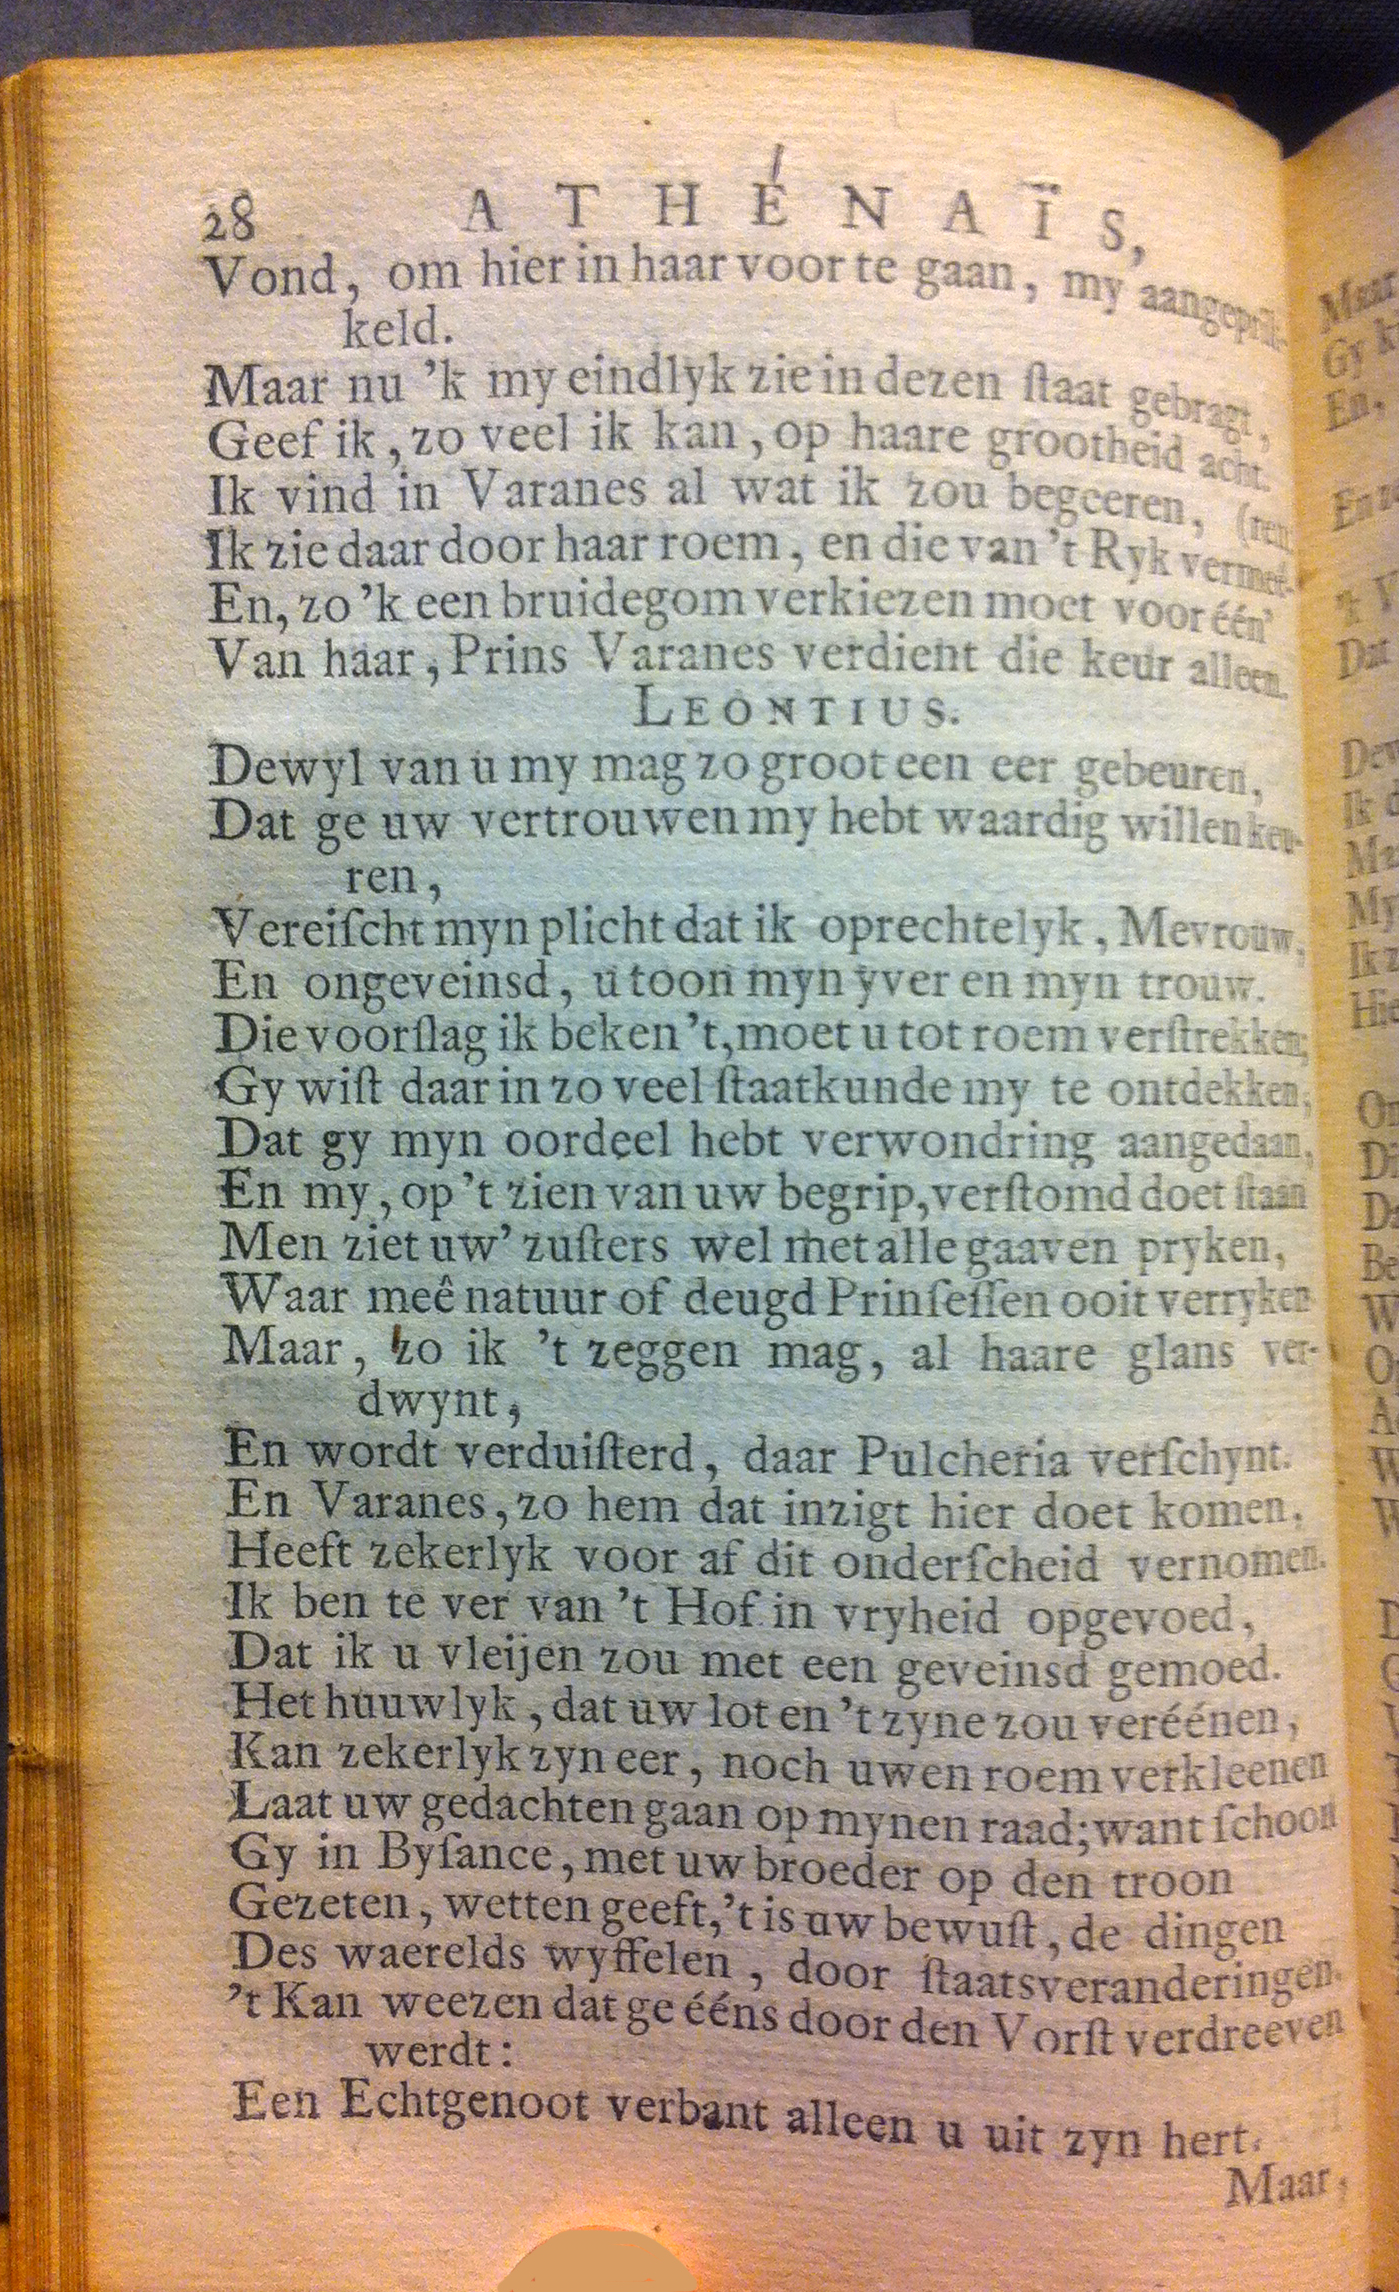 28 ATHÉNAÏS,
Vond, om hier in haar voor te gaan, my aangeprik-
keld.
Maar nu ’k my eindlyk zie in dezen ſtaat gebragt,
Geef ik, zo veel ik kan, op haare grootheid acht.
Ik vind in Varanes al wat ik zou begeeren, (ren
Ik zie daar door haar roem, en die van ’t Ryk vermee-
En, zo ’k een bruidegom verkiezen moet voor één’
Van haar, Prins Varanes verdient die keur alleen.
LEONTIUS.
Dewyl van u my mag zo groot een eer gebeuren,
Dat ge uw vertrouwen my hebt waardig willen keu-
ren,
Vereiſcht myn plicht dat ik oprechtelyk, Mevrouw,
En ongeveinsd, u toon myn yver en myn trouw.
Die voorſlag ik beken ’t, moet u tot roem verſtrekken;
Gy wiſt daar in zo veel ſtaatkunde my te ontdekken,
Dat gy myn oordeel hebt verwondring aangedaan,
En my, op ’t zien van uw begrip, verſtomd doet ſtaan
Men ziet uw’ zuſters wel met alle gaaven pryken,
Waar meê natuur of deugd Prinſeſſen ooit verryken
Maar, zo ik ’t zeggen mag, al haare glans ver-
dwynt,
En wordt verduiſterd, daar Pulcheria verſchynt.
En Varanes, zo hem dat inzigt hier doet komen,
Heeft zekerlyk voor af dit onderſcheid vernomen.
Ik ben te ver van ’t Hof in vryheid opgevoed,
Dat ik u vleijen zou met een geveinsd gemoed.
Het huuwlyk, dat uw lot en ’t zyne zou veréénen,
Kan zekerlyk zyn eer, noch uwen roem verkleenen
Laat uw gedachten gaan op mynen raad; want ſchoon
Gy in Byſance, met uw broeder op den troon
Gezeten, wetten geeft, ’t is uw bewuſt, de dingen
Des waerelds wyffelen, door ſtaatsveranderingen.
’t Kan weezen dat ge ééns door den Vorſt verdreeven
werdt:
Een Echtgenoot verbant alleen u uit zyn hert.
Maar,